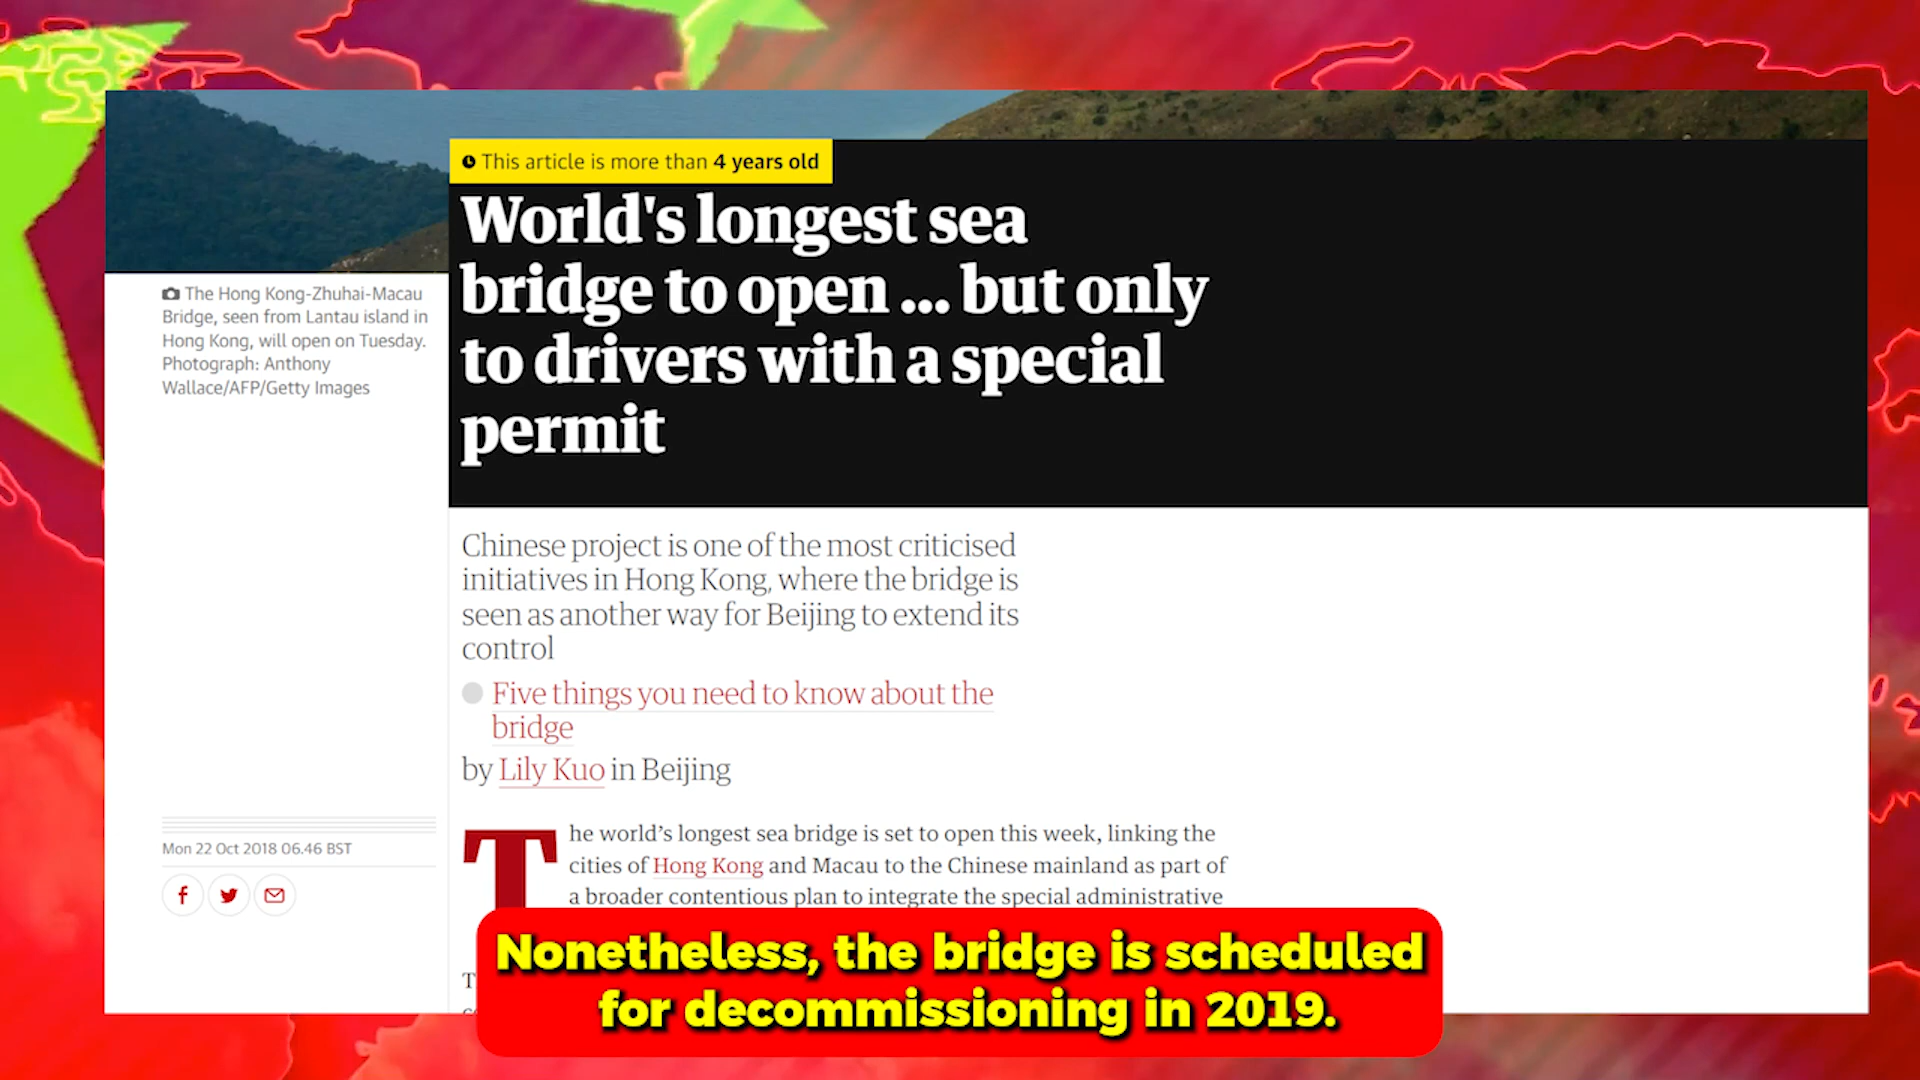 This article is more than 4 years old
World's longest sea
bridge to open ... but only
to drivers with a special
permit
The Hong Kong-Zhuhai-Macau
Bridge, seen from Lantau island in
Hong Kong, will open on Tuesday.
Photograph: Anthony
Wallace/AFP/Getty Images
Chinese project is one of the most criticised
initiatives in Hong Kong, where the bridge is
seen as another way for Beijing to extend its
control
Five things you need to know about the
bridge
by Lily Kuo in Beijing
Mon 22 Oct 2018 06.46 BST
The world's longest sea bridge is set to open this week, linking the
cities of Hong Kong and Macau to the Chinese mainland as part of
a broader contentious plan to integrate the special administrative
Nonetheless, the bridge is scheduled
for decommissioning in 2019.